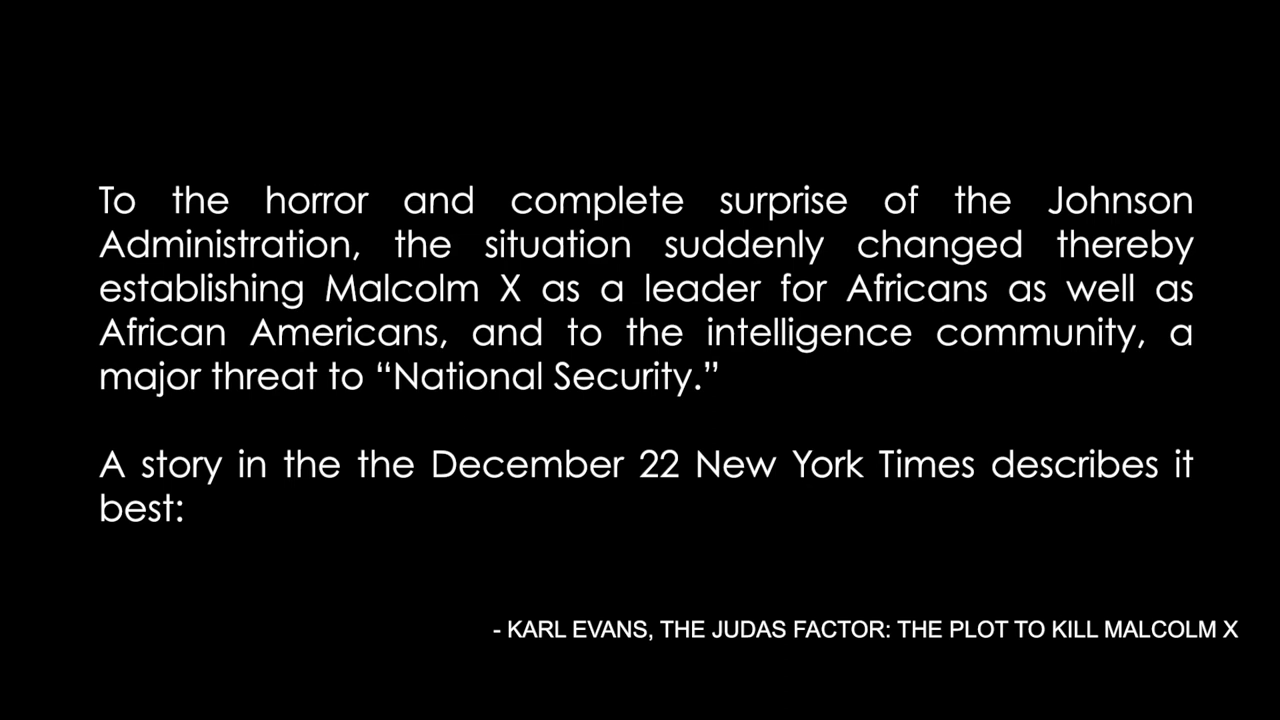 To the horror and complete surprise of the Johnson
Administration, the situation suddenly changed thereby
establishing Malcolm X as a leader for Africans as well as
African Americans, and to the intelligence community, a
major threat to “National Security.”
A story in the the December 22 New York Times describes it
best:
- KARL EVANS, THE JUDAS FACTOR: THE PLOT TO KILL MALCOLM X